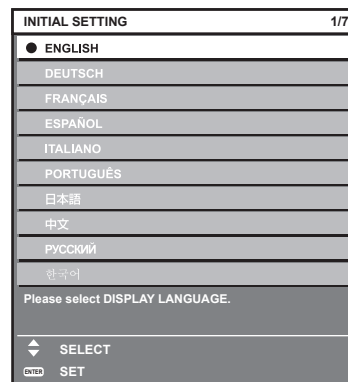 INITIAL SETTING 1/7
ENGLISH
DEUTSCH
FRANÇAIS
ESPAÑOL
ITALIANO
PORTUGUÊS
日本語
中文
РУССКИЙ
한국어
Please select DISPLAY LANGUAGE.
SELECT
ENTER SET